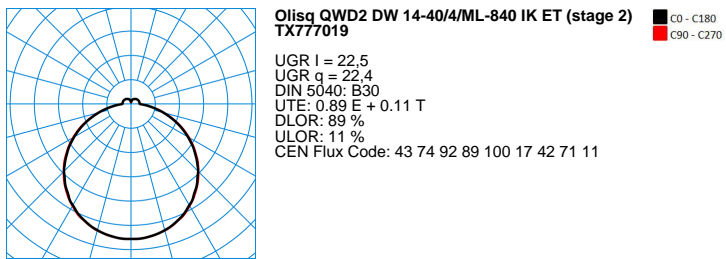 Olisq QWD2 DW 14-40/4/ML-840 IK ET (stage 2)
TX777019
C0 - C180
C90 - C270
UGR l = 22,5
UGR q = 22,4
DIN 5040: B30
UTE: 0.89 E + 0.11 T
DLOR: 89 %
ULOR: 11 %
CEN Flux Code: 43 74 92 89 100 17 42 71 11